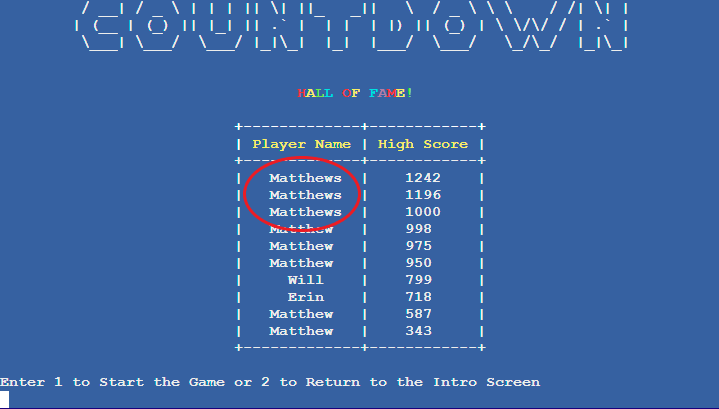 COUNTDOWN
HALL OF FAME!
Player Name | High Score
Matthews | 1242
Matthews | 1196
Matthews | 1000
Matthew | 998
Matthew | 975
Matthew | 950
Will | 799
Erin | 718
Matthew | 587
Matthew | 343
Enter 1 to Start the Game or 2 to Return to the Intro Screen